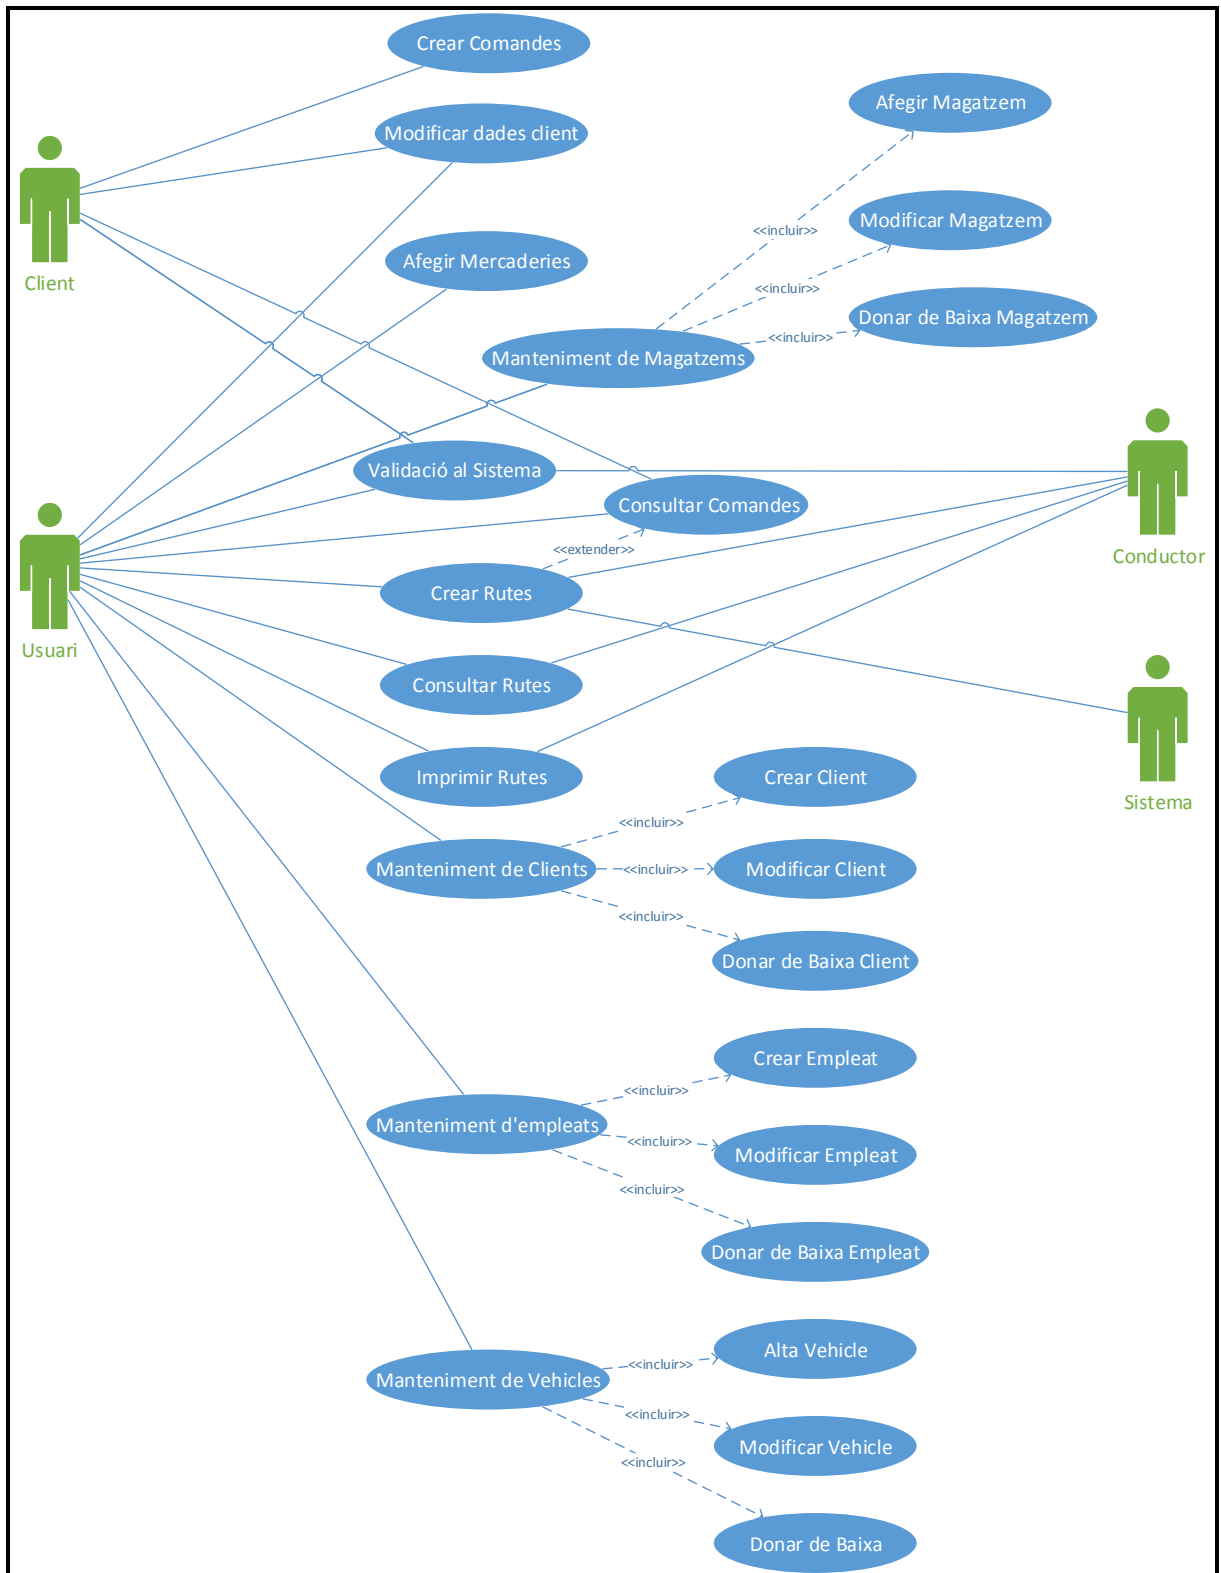 Crear Comandes
Afegir Magatzem
Modificar dades client
Modificar Magatzem
<<incluir>>
Client
Afegir Mercaderies
<<incluir>>
Donar de Baixa Magatzem
<<incluir>>
Manteniment de Magatzems
Validació al Sistema
Consultar Comandes
<<extender>>
Conductor
Crear Rutes
Usuari
Consultar Rutes
Imprimir Rutes
Crear Client
Sistema
<<incluir>>
Manteniment de Clients
<<incluir>>
Modificar Client
<<incluir>>
Donar de Baixa Client
Crear Empleat
<<incluir>>
Manteniment d'empleats
<<incluir>>
Modificar Empleat
<<incluir>>
Donar de Baixa Empleat
Alta Vehicle
<<incluir>>
Manteniment de Vehicles
<<incluir>>
Modificar Vehicle
<<incluir>>
Donar de Baixa